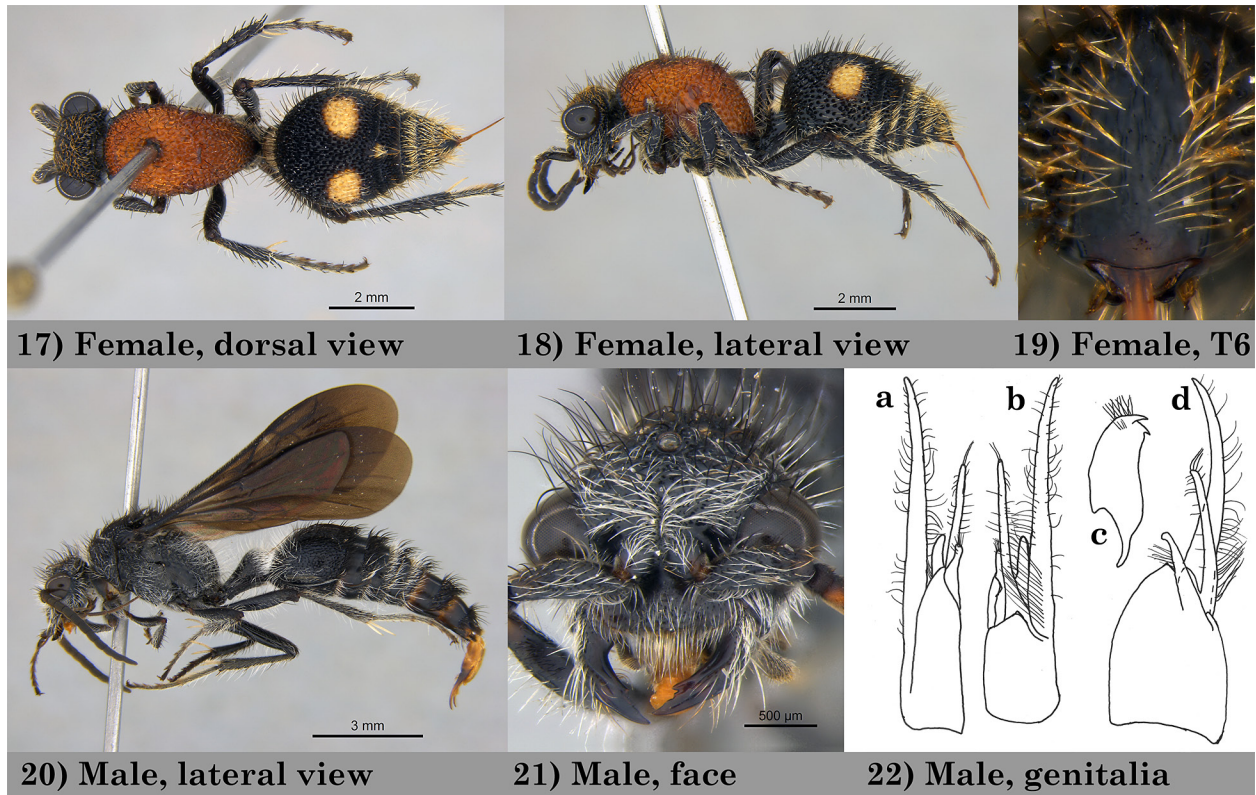 2 mm
2 mm
17) Female, dorsal view
18) Female, lateral view
19) Female, T6
a
b
c
d
3 mm
500 µm
20) Male, lateral view
21) Male, face
22) Male, genitalia